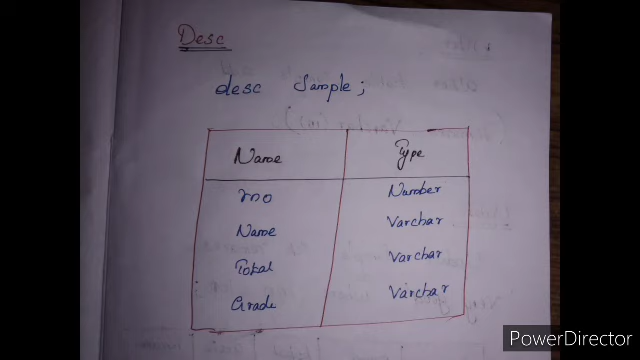 Desc
desc Sample;
Name Type
rno Number
Name Varchar
Total Varchar
Grade Varchar
PowerDirector